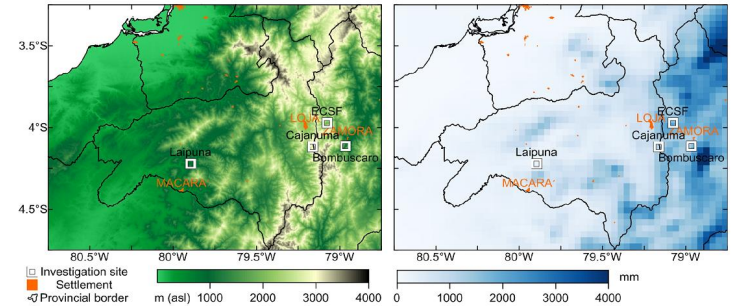 3.5°S
4°S
4.5°S
ECSF
LOJA
ZAMORA
Cajanuma
Bombuscaro
Laipuna
MACARA
80.5°W
80°W
79.5°W
79°W
ECSF
LOJA
ZAMORA
Cajanuma
Bombuscaro
Laipuna
MACARA
80.5°W
80°W
79.5°W
79°W
Investigation site
Settlement
Provincial border
m (asl) 1000 2000 3000 4000
0 1000 2000 3000 4000
mm